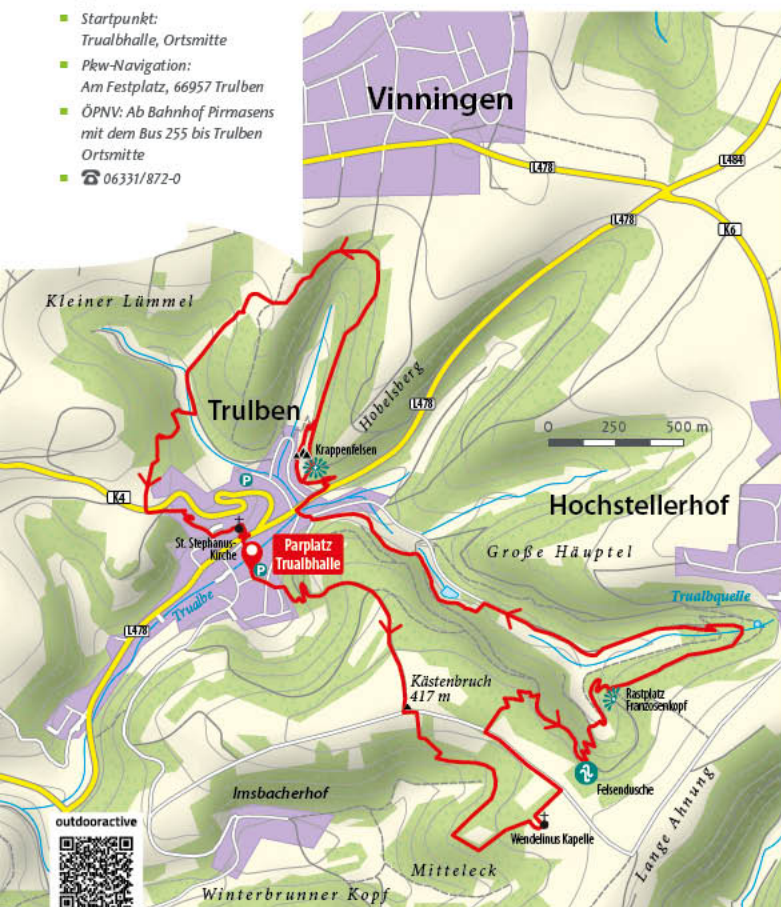 Startpunkt:
Trualbhalle, Ortsmitte
Pkw-Navigation:
Am Festplatz, 66957 Trulben
ÖPNV: Ab Bahnhof Pirmasens
mit dem Bus 255 bis Trulben
Ortsmitte
06331/872-0
Vinningen
L478
L484
L478
K6
Kleiner Lümmel
Hobelsberg
Trulben
L478
0 250 500 m
Krappenfelsen
P
K4
Hochstellerhof
St. Stephanus-
Kirche
Parplatz
Trualbhalle
P
Große Häuptel
Trualbe
Trualbquelle
L478
Kästenbruch
417 m
Rastplatz
Franzosenkopf
Felsendusche
Imsbacherhof
outdooractive
Wendelinus Kapelle
Lange Ahnung
Mitteleck
Winterbrunner Kopf